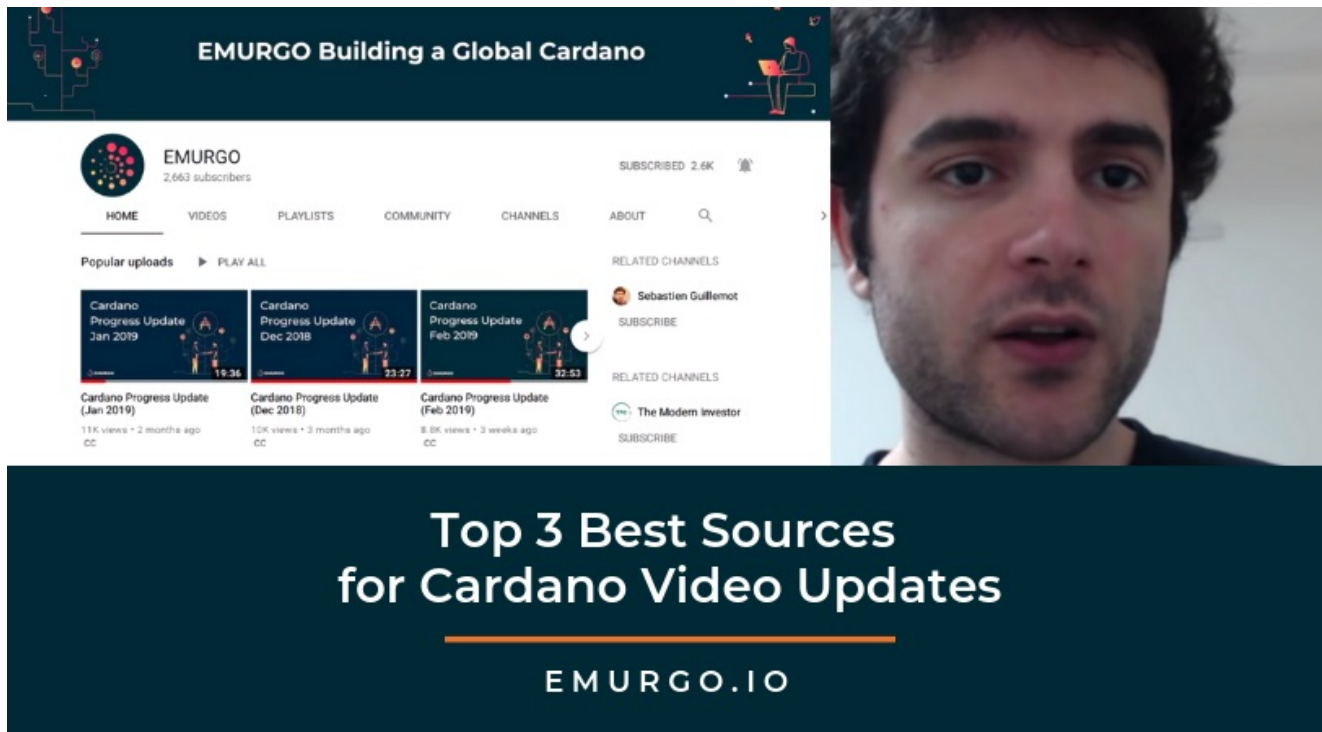 EMURGO Building a Global Cardano
EMURGO
2,663 subscribers
SUBSCRIBED 2.6K
HOME VIDEOS PLAYLISTS COMMUNITY CHANNELS ABOUT
Popular uploads PLAY ALL
RELATED CHANNELS
Sebastien Guillemot
SUBSCRIBE
Cardano
Progress Update
Jan 2019
19:36
Cardano
Progress Update
Dec 2018
23:27
Cardano
Progress Update
Feb 2019
32:53
RELATED CHANNELS
The Modern Investor
SUBSCRIBE
Cardano Progress Update
(Jan 2019)
11K views • 2 months ago
CC
Cardano Progress Update
(Dec 2018)
10K views • 3 months ago
CC
Cardano Progress Update
(Feb 2019)
8.8K views • 3 weeks ago
CC
Top 3 Best Sources
for Cardano Video Updates
EMURGO.IO